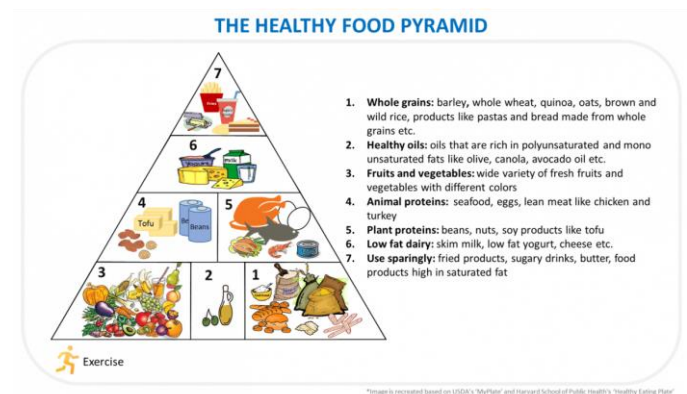 THE HEALTHY FOOD PYRAMID
7
6
4
5
Tofu
Beans
3
2
1
1. Whole grains: barley, whole wheat, quinoa, oats, brown and
wild rice, products like pastas and bread made from whole
grains etc.
2. Healthy oils: oils that are rich in polyunsaturated and mono
unsaturated fats like olive, canola, avocado oil etc.
3. Fruits and vegetables: wide variety of fresh fruits and
vegetables with different colors
4. Animal proteins: seafood, eggs, lean meat like chicken and
turkey
5. Plant proteins: beans, nuts, soy products like tofu
6. Low fat dairy: skim milk, low fat yogurt, cheese etc.
7. Use sparingly: fried products, sugary drinks, butter, food
products high in saturated fat
Exercise
*Image is recreated based on USDA's 'MyPlate' and Harvard School of Public Health's 'Healthy Eating Plate'